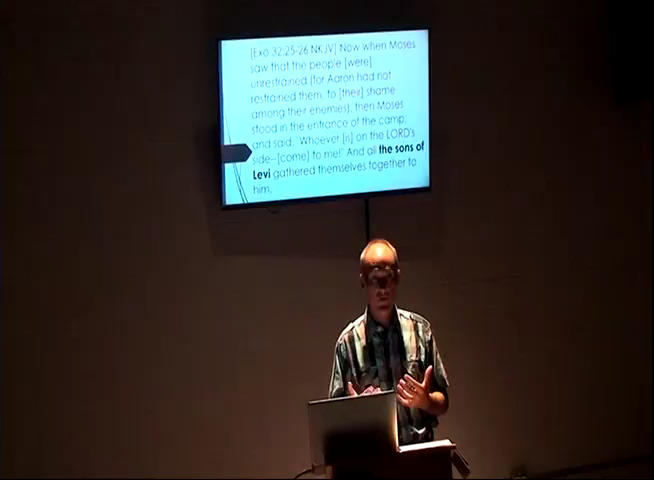 [Exo 32:25-26 NKJV] Now when Moses
saw that the people [were]
unrestrained (for Aaron had not
restrained them, to [their] shame
among their enemies), then Moses
stood in the entrance of the camp,
and said, "Whoever [is] on the LORD's
side--[come] to me!" And all the sons of
Levi gathered themselves together to
him.